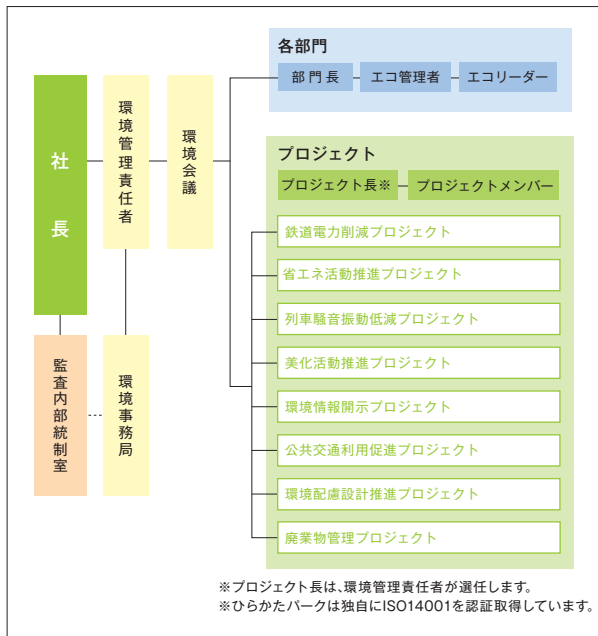 社長
環境管理責任者
環境会議
監査内部統制室
環境事務局
各部門
部門長
エコ管理者
エコリーダー
プロジェクト
プロジェクト長※
プロジェクトメンバー
鉄道電力削減プロジェクト
省エネ活動推進プロジェクト
列車騒音振動低減プロジェクト
美化活動推進プロジェクト
環境情報開示プロジェクト
公共交通利用促進プロジェクト
環境配慮設計推進プロジェクト
廃棄物管理プロジェクト
※プロジェクト長は、環境管理責任者が選任します。
※ひらかたパークは独自にISO14001を認証取得しています。